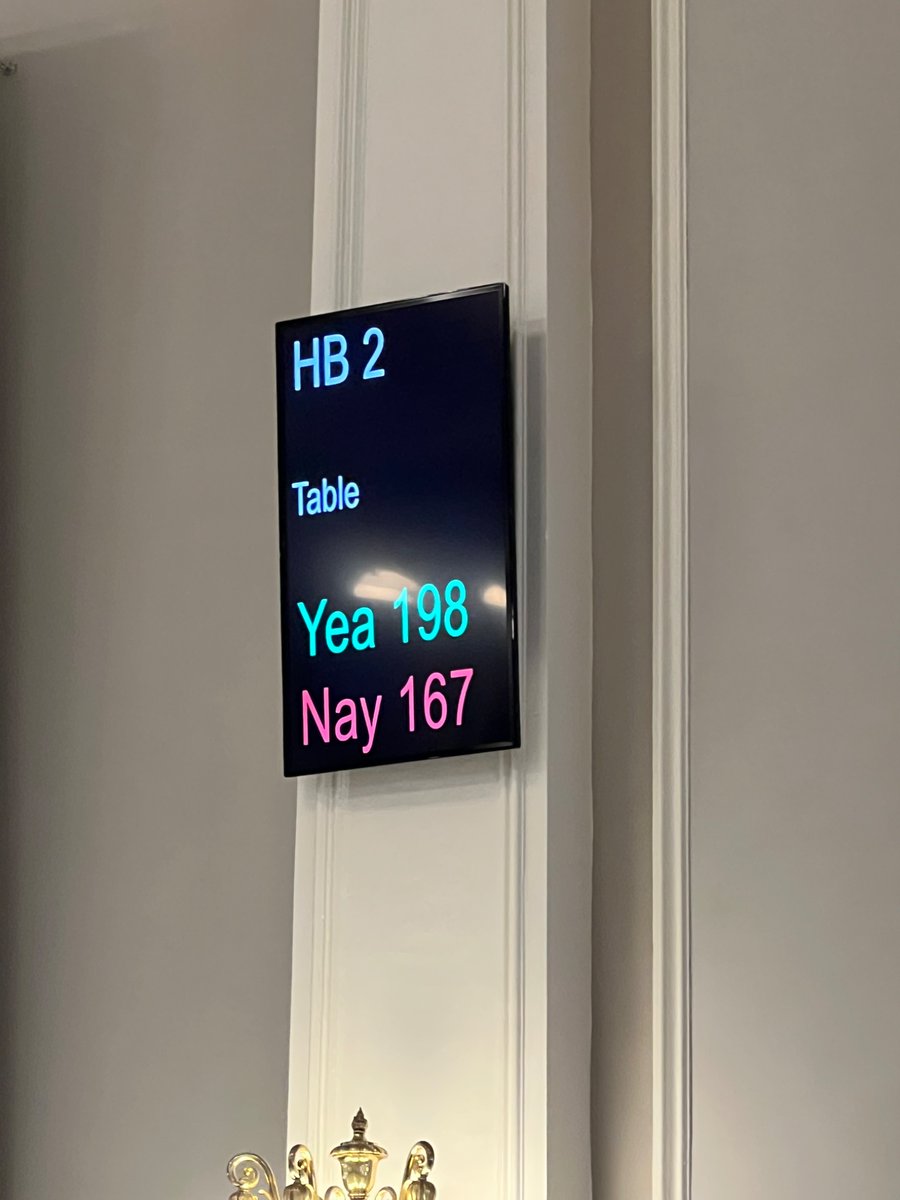 HB 2
Table
Yea 198
Nay 167